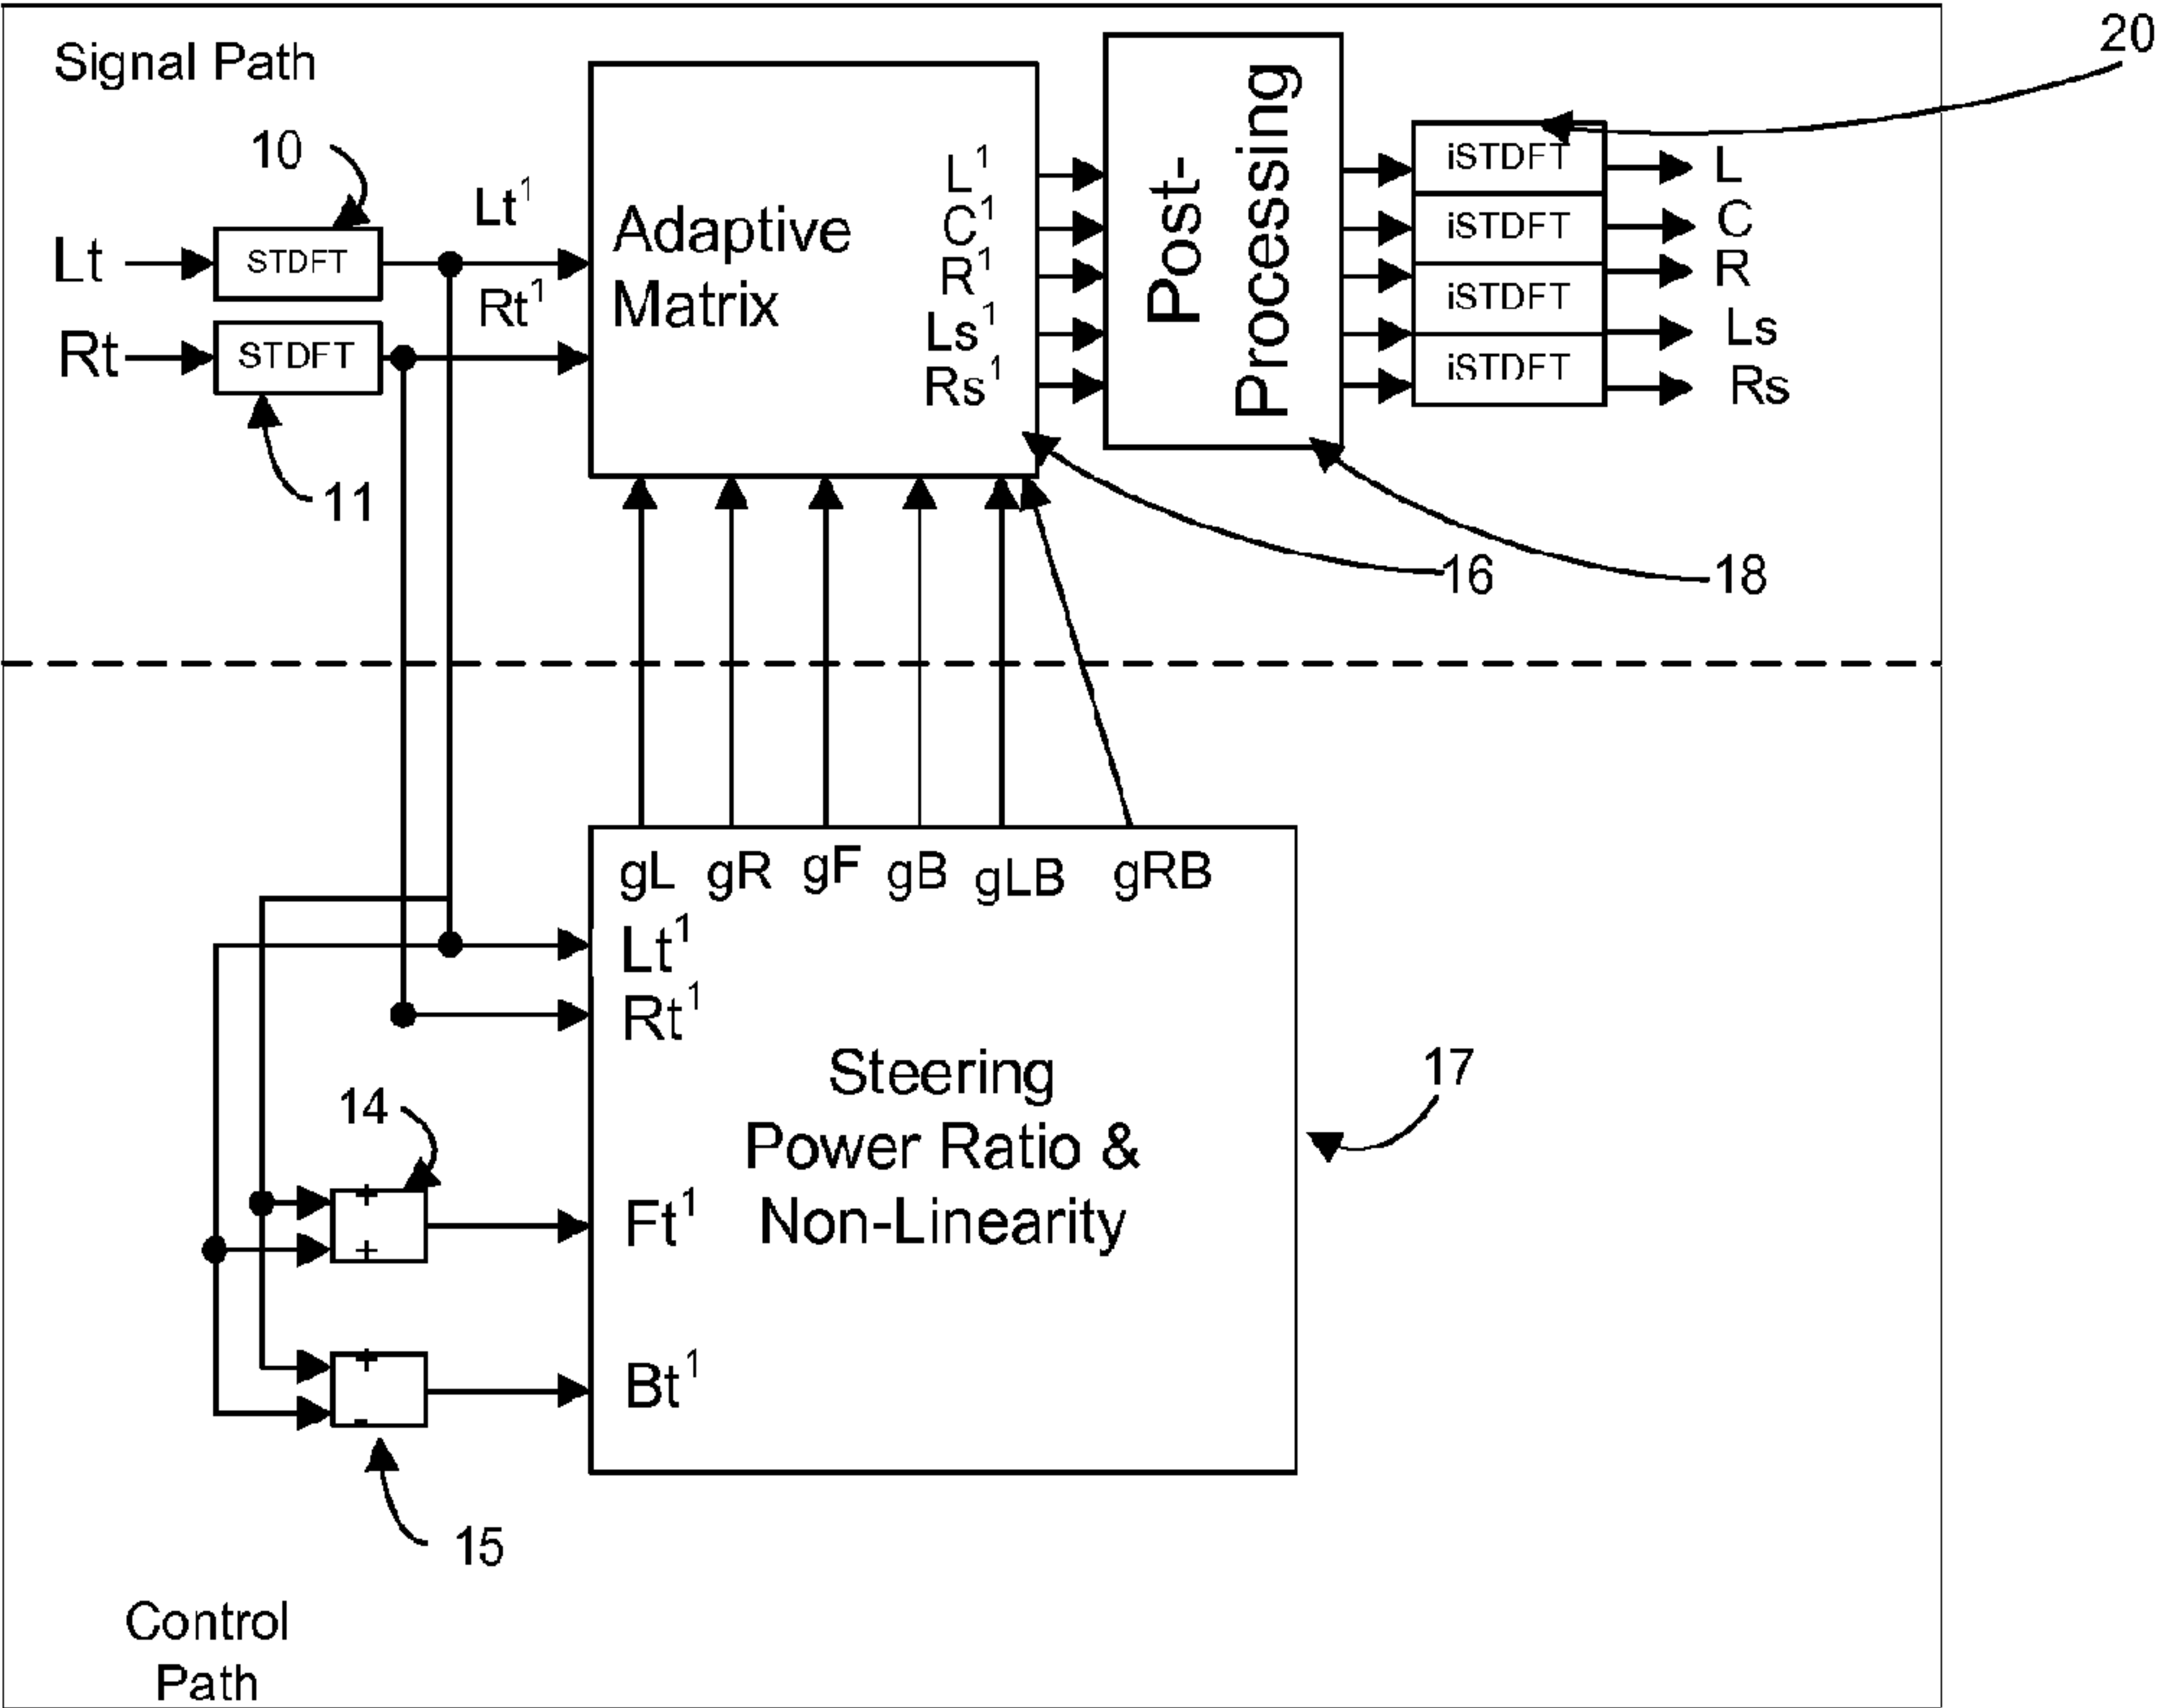 Signal Path
20
10
Lt
STDFT
Lt¹
Rt¹
Rt
STDFT
11
Adaptive
Matrix
L¹
C¹
R¹
Ls¹
Rs¹
Post-
Processing
iSTDFT
iSTDFT
iSTDFT
iSTDFT
L
C
R
Ls
Rs
16
18
gL gR gF gB gLB gRB
Lt¹
Rt¹
Steering
Power Ratio &
Non-Linearity
17
14
+
+
Ft¹
+
-
Bt¹
15
Control
Path